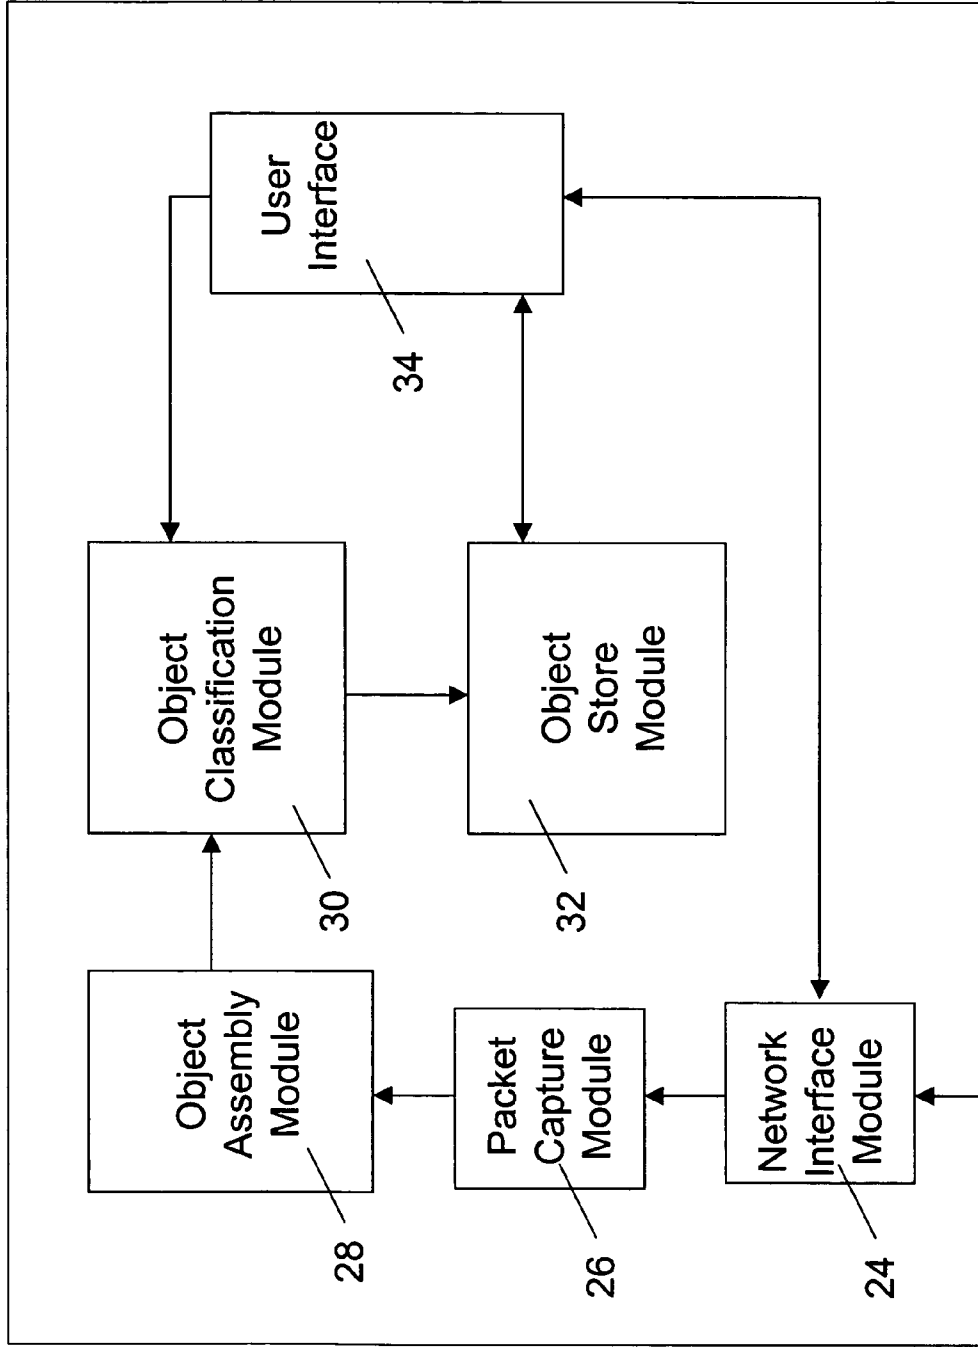 Object
Assembly
Module
28
Object
Classification
Module
30
User
Interface
34
Packet
Capture
Module
26
Object
Store
Module
32
Network
Interface
Module
24